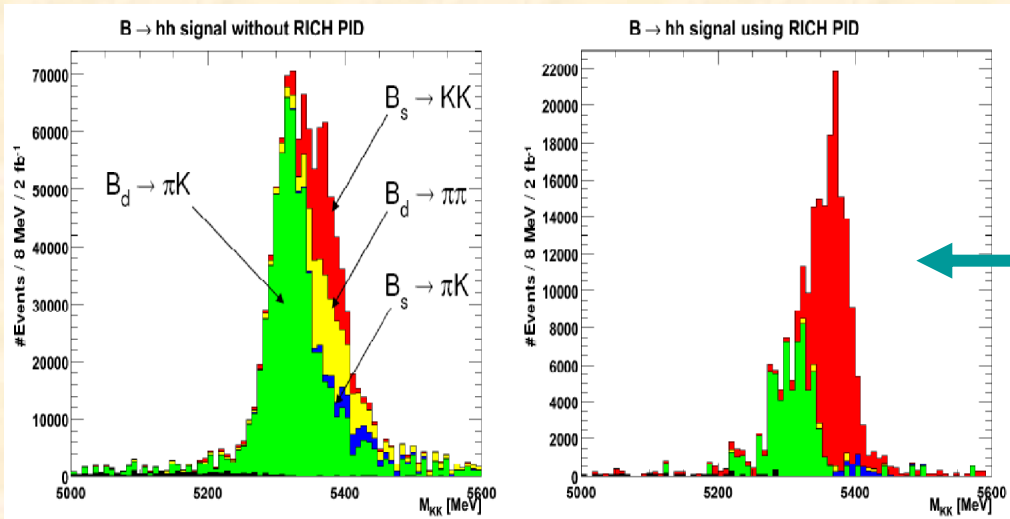 B → hh signal without RICH PID
#Events / 8 MeV / 2 fb⁻¹
70000
60000
50000
40000
30000
20000
10000
0
5000
5200
5400
5600
M_KK [MeV]
B_s → KK
B_d → πK
B_d → ππ
B_s → πK
B → hh signal using RICH PID
#Events / 8 MeV / 2 fb⁻¹
22000
20000
18000
16000
14000
12000
10000
8000
6000
4000
2000
0
5000
5200
5400
5600
M_KK [MeV]